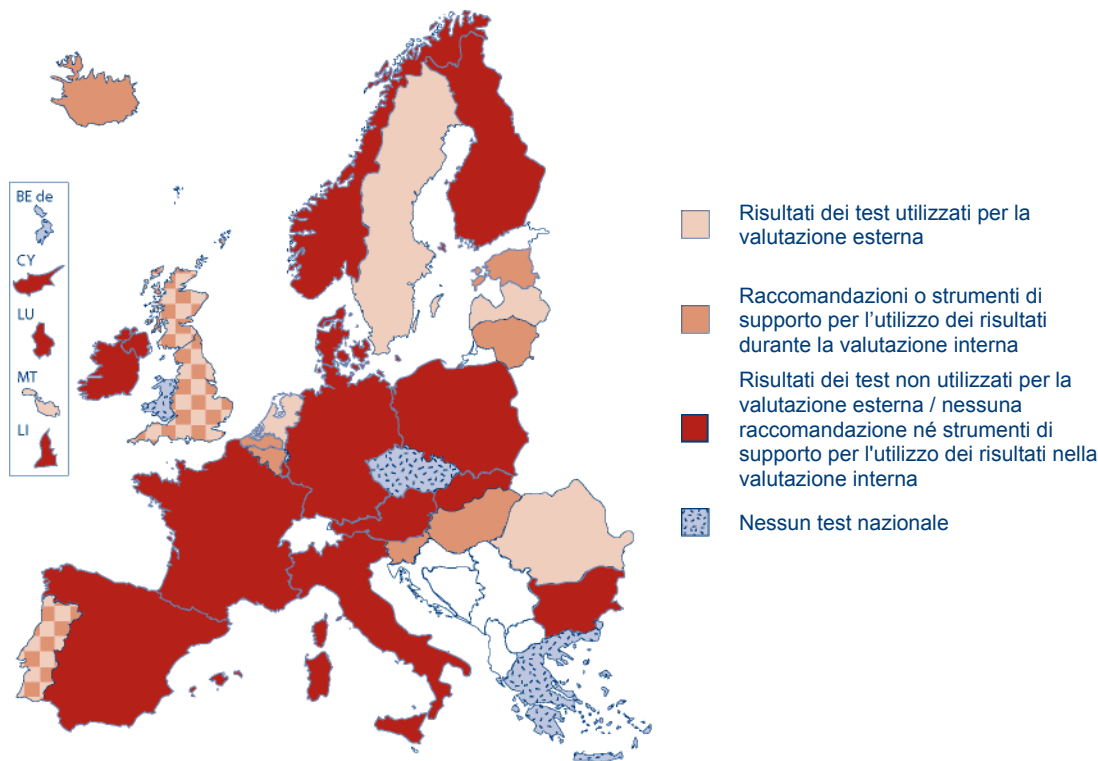 BE de
CY
LU
MT
LI
Risultati dei test utilizzati per la
valutazione esterna
Raccomandazioni o strumenti di
supporto per l’utilizzo dei risultati
durante la valutazione interna
Risultati dei test non utilizzati per la
valutazione esterna / nessuna
raccomandazione né strumenti di
supporto per l'utilizzo dei risultati nella
valutazione interna
Nessun test nazionale